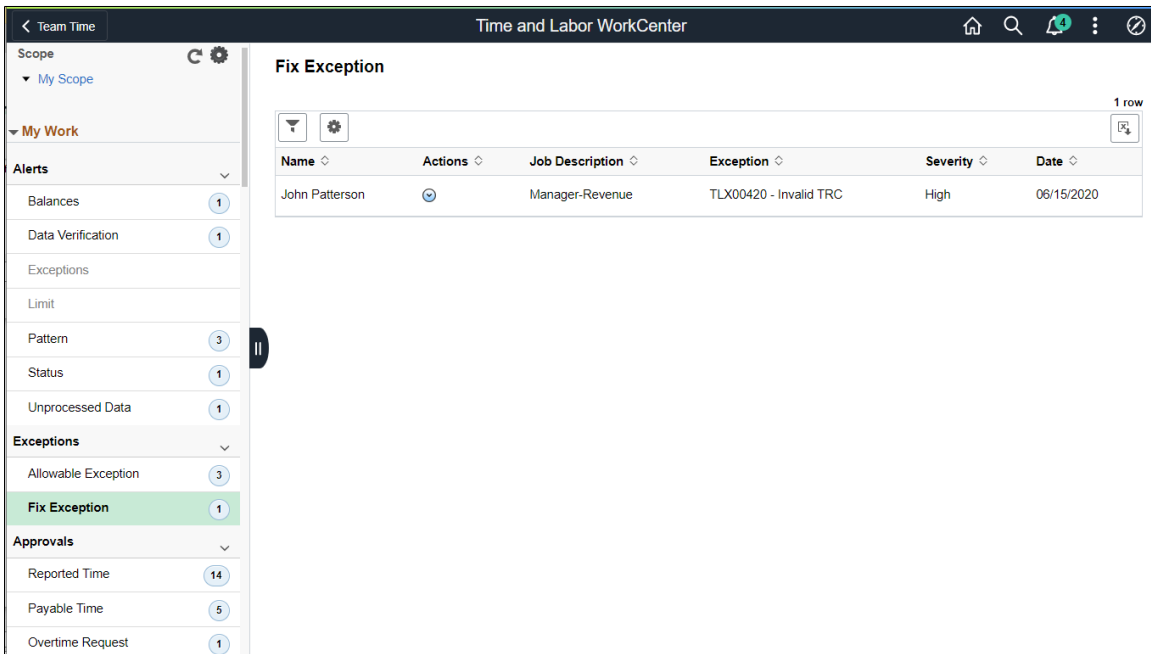 Team Time
Time and Labor WorkCenter
4
Scope
My Scope
My Work
Alerts
Balances 1
Data Verification 1
Exceptions
Limit
Pattern 3
Status 1
Unprocessed Data 1
Exceptions
Allowable Exception 3
Fix Exception 1
Approvals
Reported Time 14
Payable Time 5
Overtime Request 1
Fix Exception
1 row
Name Actions Job Description Exception Severity Date
John Patterson Manager-Revenue TLX00420 - Invalid TRC High 06/15/2020